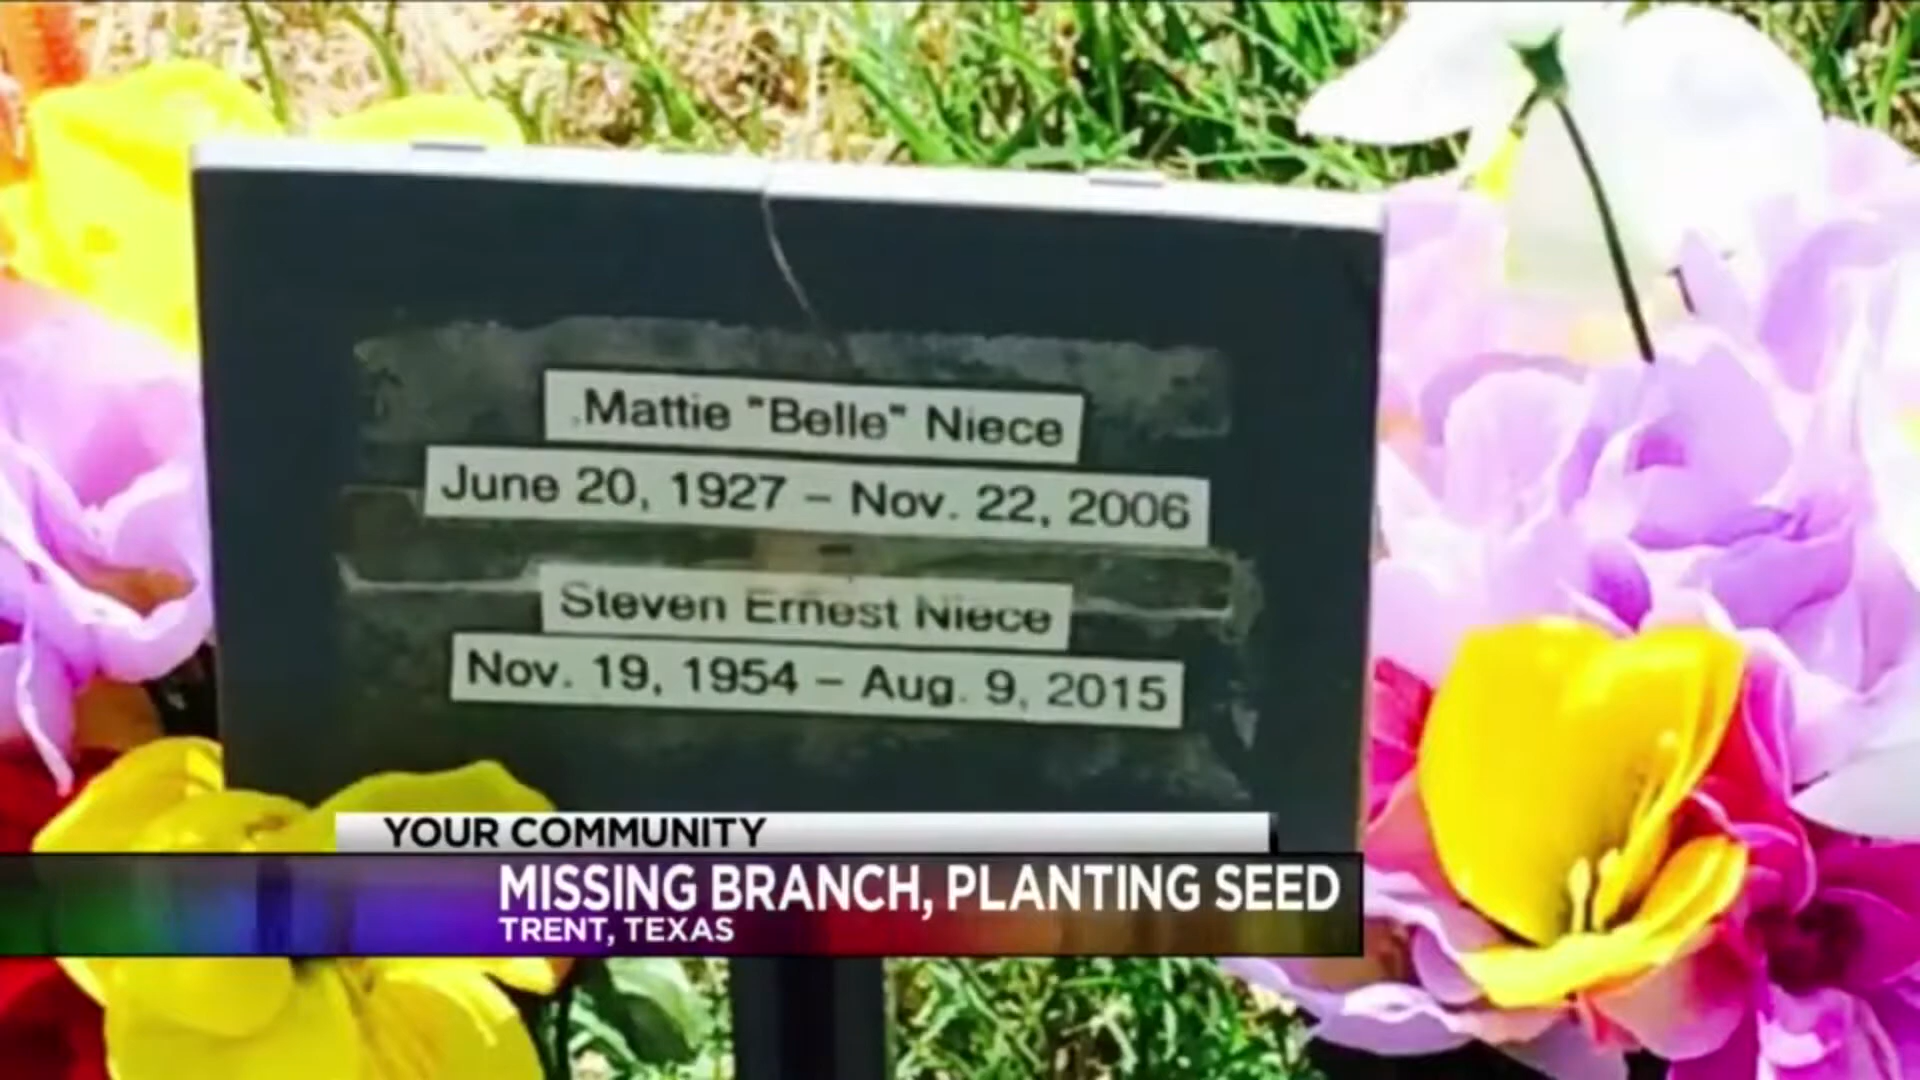 Mattie "Belle" Niece
June 20, 1927 – Nov. 22, 2006
Steven Ernest Niece
Nov. 19, 1954 – Aug. 9, 2015
YOUR COMMUNITY
MISSING BRANCH, PLANTING SEED
TRENT, TEXAS